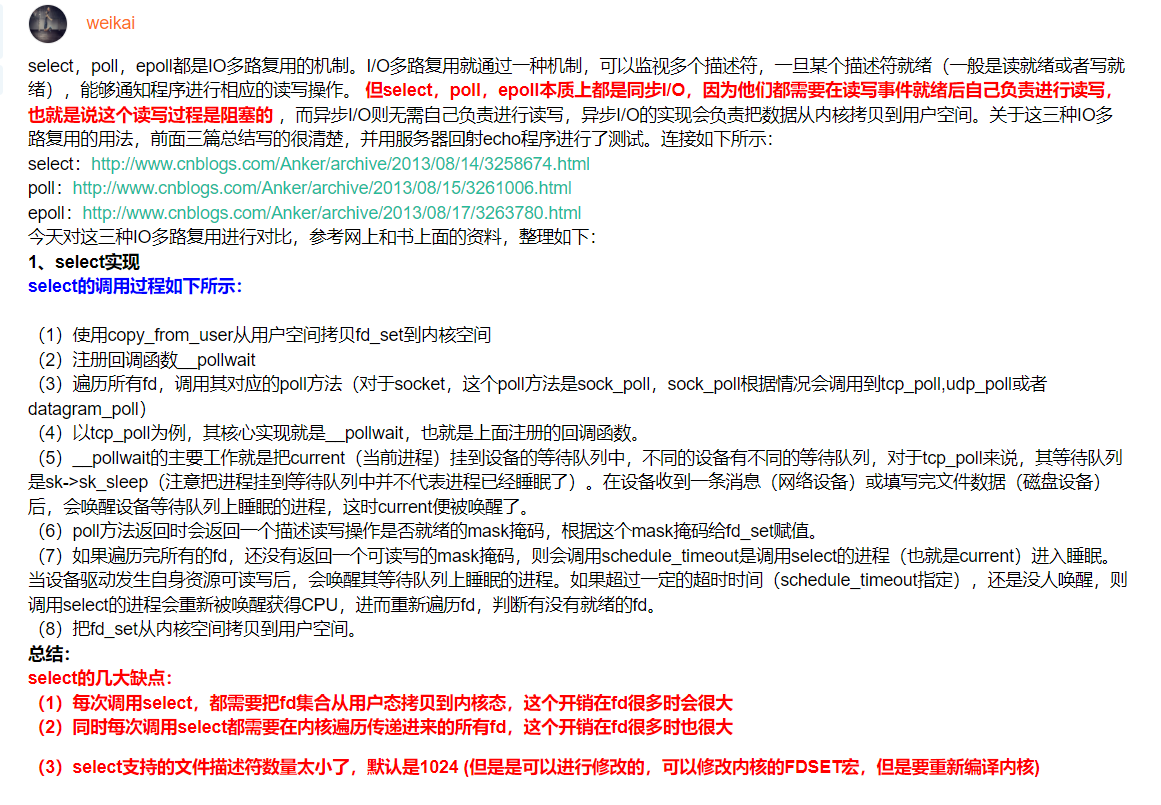 weikai
select，poll，epoll都是IO多路复用的机制。I/O多路复用就通过一种机制，可以监视多个描述符，一旦某个描述符就绪（一般是读就绪或者写就
绪），能够通知程序进行相应的读写操作。 但select，poll，epoll本质上都是同步I/O，因为他们都需要在读写事件就绪后自己负责进行读写，
也就是说这个读写过程是阻塞的 ，而异步I/O则无需自己负责进行读写，异步I/O的实现会负责把数据从内核拷贝到用户空间。关于这三种IO多
路复用的用法，前面三篇总结写的很清楚，并用服务器回射echo程序进行了测试。连接如下所示：
select：http://www.cnblogs.com/Anker/archive/2013/08/14/3258674.html
poll：http://www.cnblogs.com/Anker/archive/2013/08/15/3261006.html
epoll：http://www.cnblogs.com/Anker/archive/2013/08/17/3263780.html
今天对这三种IO多路复用进行对比，参考网上和书上面的资料，整理如下：
1、select实现
select的调用过程如下所示：
（1）使用copy_from_user从用户空间拷贝fd_set到内核空间
（2）注册回调函数__pollwait
（3）遍历所有fd，调用其对应的poll方法（对于socket，这个poll方法是sock_poll，sock_poll根据情况会调用到tcp_poll,udp_poll或者
datagram_poll）
（4）以tcp_poll为例，其核心实现就是__pollwait，也就是上面注册的回调函数。
（5）__pollwait的主要工作就是把current（当前进程）挂到设备的等待队列中，不同的设备有不同的等待队列，对于tcp_poll来说，其等待队列
是sk->sk_sleep（注意把进程挂到等待队列中并不代表进程已经睡眠了）。在设备收到一条消息（网络设备）或填写完文件数据（磁盘设备）
后，会唤醒设备等待队列上睡眠的进程，这时current便被唤醒了。
（6）poll方法返回时会返回一个描述读写操作是否就绪的mask掩码，根据这个mask掩码给fd_set赋值。
（7）如果遍历完所有的fd，还没有返回一个可读写的mask掩码，则会调用schedule_timeout是调用select的进程（也就是current）进入睡眠。
当设备驱动发生自身资源可读写后，会唤醒其等待队列上睡眠的进程。如果超过一定的超时时间（schedule_timeout指定），还是没人唤醒，则
调用select的进程会重新被唤醒获得CPU，进而重新遍历fd，判断有没有就绪的fd。
（8）把fd_set从内核空间拷贝到用户空间。
总结：
select的几大缺点：
（1）每次调用select，都需要把fd集合从用户态拷贝到内核态，这个开销在fd很多时会很大
（2）同时每次调用select都需要在内核遍历传递进来的所有fd，这个开销在fd很多时也很大
（3）select支持的文件描述符数量太小了，默认是1024 (但是是可以进行修改的，可以修改内核的FDSET宏，但是要重新编译内核)